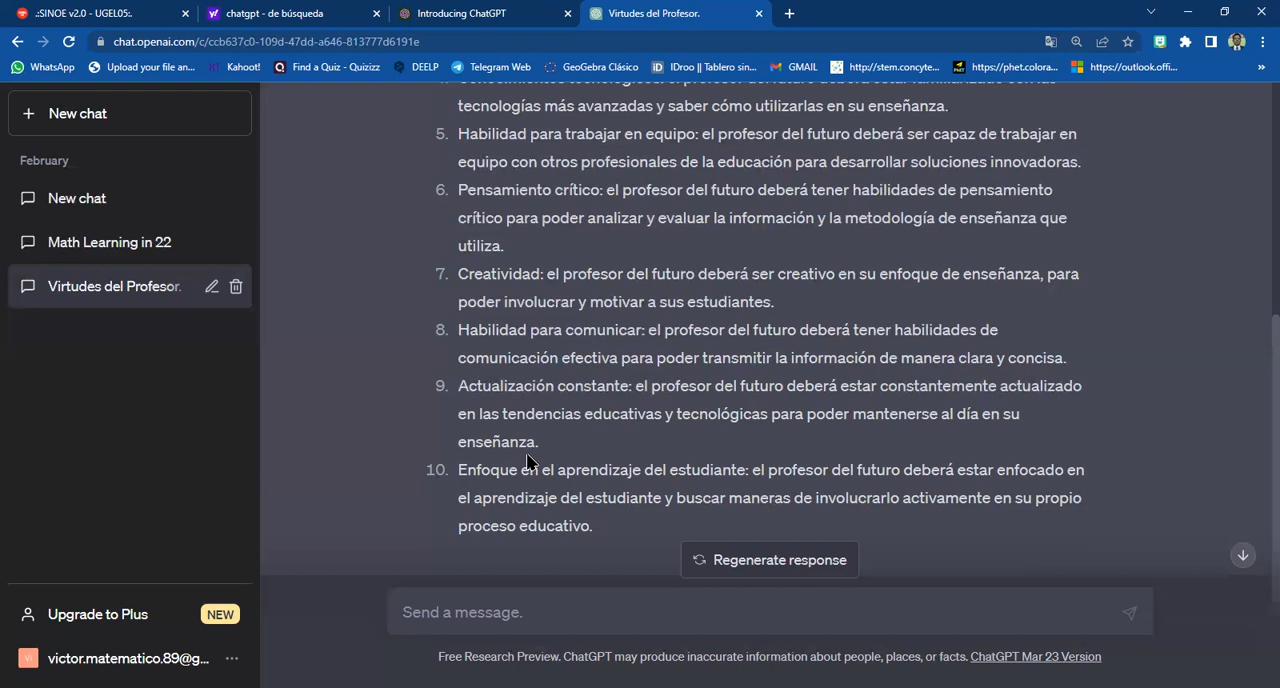 .:SINOE v2.0 - UGEL05:.
chatgpt - de búsqueda
Introducing ChatGPT
Virtudes del Profesor.
chat.openai.com/c/ccb637c0-109d-47dd-a646-813777d6191e
WhatsApp
Upload your file an...
Kahoot!
Find a Quiz - Quizizz
DEELP
Telegram Web
GeoGebra Clásico
IDroo || Tablero sin...
GMAIL
http://stem.concyte...
https://phet.colora...
https://outlook.offi...
»
+ New chat
February
New chat
Math Learning in 22
Virtudes del Profesor.
Upgrade to Plus
NEW
victor.matematico.89@g...
tecnologías más avanzadas y saber cómo utilizarlas en su enseñanza.
5. Habilidad para trabajar en equipo: el profesor del futuro deberá ser capaz de trabajar en
equipo con otros profesionales de la educación para desarrollar soluciones innovadoras.
6. Pensamiento crítico: el profesor del futuro deberá tener habilidades de pensamiento
crítico para poder analizar y evaluar la información y la metodología de enseñanza que
utiliza.
7. Creatividad: el profesor del futuro deberá ser creativo en su enfoque de enseñanza, para
poder involucrar y motivar a sus estudiantes.
8. Habilidad para comunicar: el profesor del futuro deberá tener habilidades de
comunicación efectiva para poder transmitir la información de manera clara y concisa.
9. Actualización constante: el profesor del futuro deberá estar constantemente actualizado
en las tendencias educativas y tecnológicas para poder mantenerse al día en su
enseñanza.
10. Enfoque en el aprendizaje del estudiante: el profesor del futuro deberá estar enfocado en
el aprendizaje del estudiante y buscar maneras de involucrarlo activamente en su propio
proceso educativo.
Regenerate response
Send a message.
Free Research Preview. ChatGPT may produce inaccurate information about people, places, or facts. ChatGPT Mar 23 Version